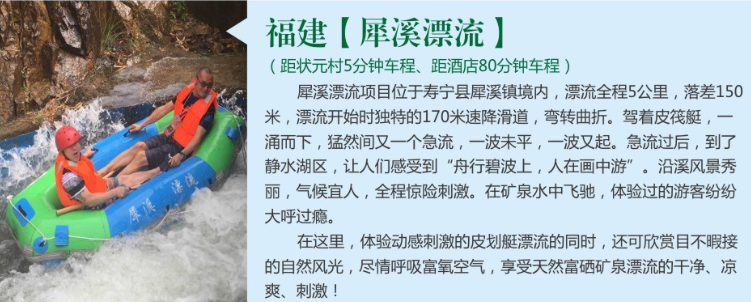 福建【犀溪漂流】
（距状元村5分钟车程、距酒店80分钟车程）
犀溪漂流项目位于寿宁县犀溪镇境内，漂流全程5公里，落差150
米，漂流开始时独特的170米速降滑道，弯转曲折。驾着皮筏艇，一
涌而下，猛然间又一个急流，一波未平，一波又起。急流过后，到了
静水湖区，让人们感受到“舟行碧波上，人在画中游”。沿溪风景秀
丽，气候宜人，全程惊险刺激。在矿泉水中飞驰，体验过的游客纷纷
大呼过瘾。
在这里，体验动感刺激的皮划艇漂流的同时，还可欣赏目不暇接
的自然风光，尽情呼吸富氧空气，享受天然富硒矿泉漂流的干净、凉
爽、刺激！
犀溪漂流